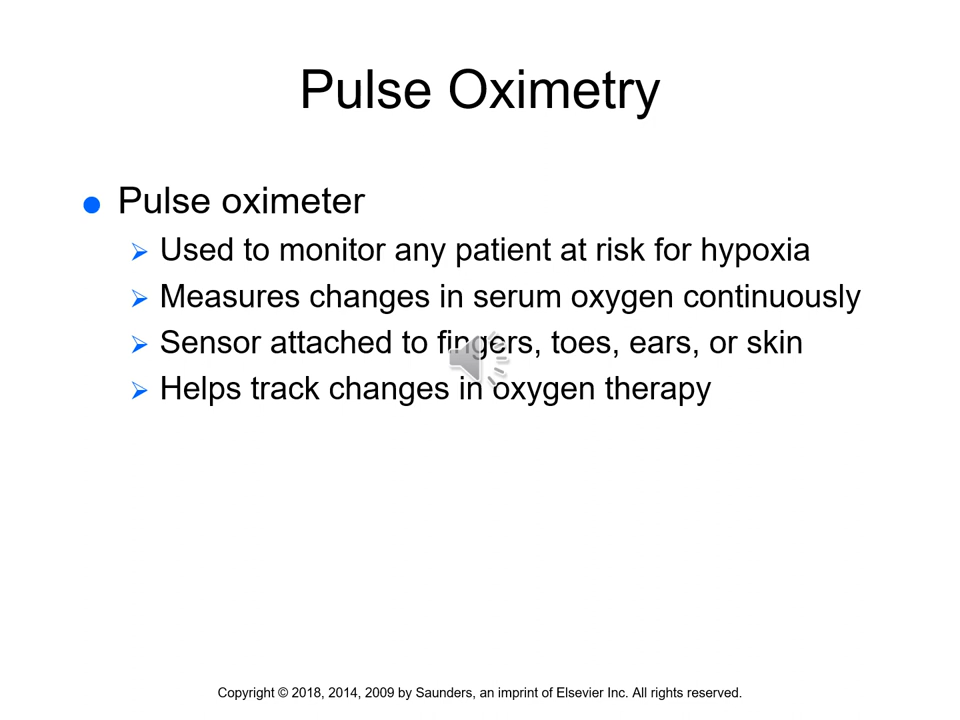 Pulse Oximetry
Pulse oximeter
Used to monitor any patient at risk for hypoxia
Measures changes in serum oxygen continuously
Sensor attached to fingers, toes, ears, or skin
Helps track changes in oxygen therapy
Copyright © 2018, 2014, 2009 by Saunders, an imprint of Elsevier Inc. All rights reserved.